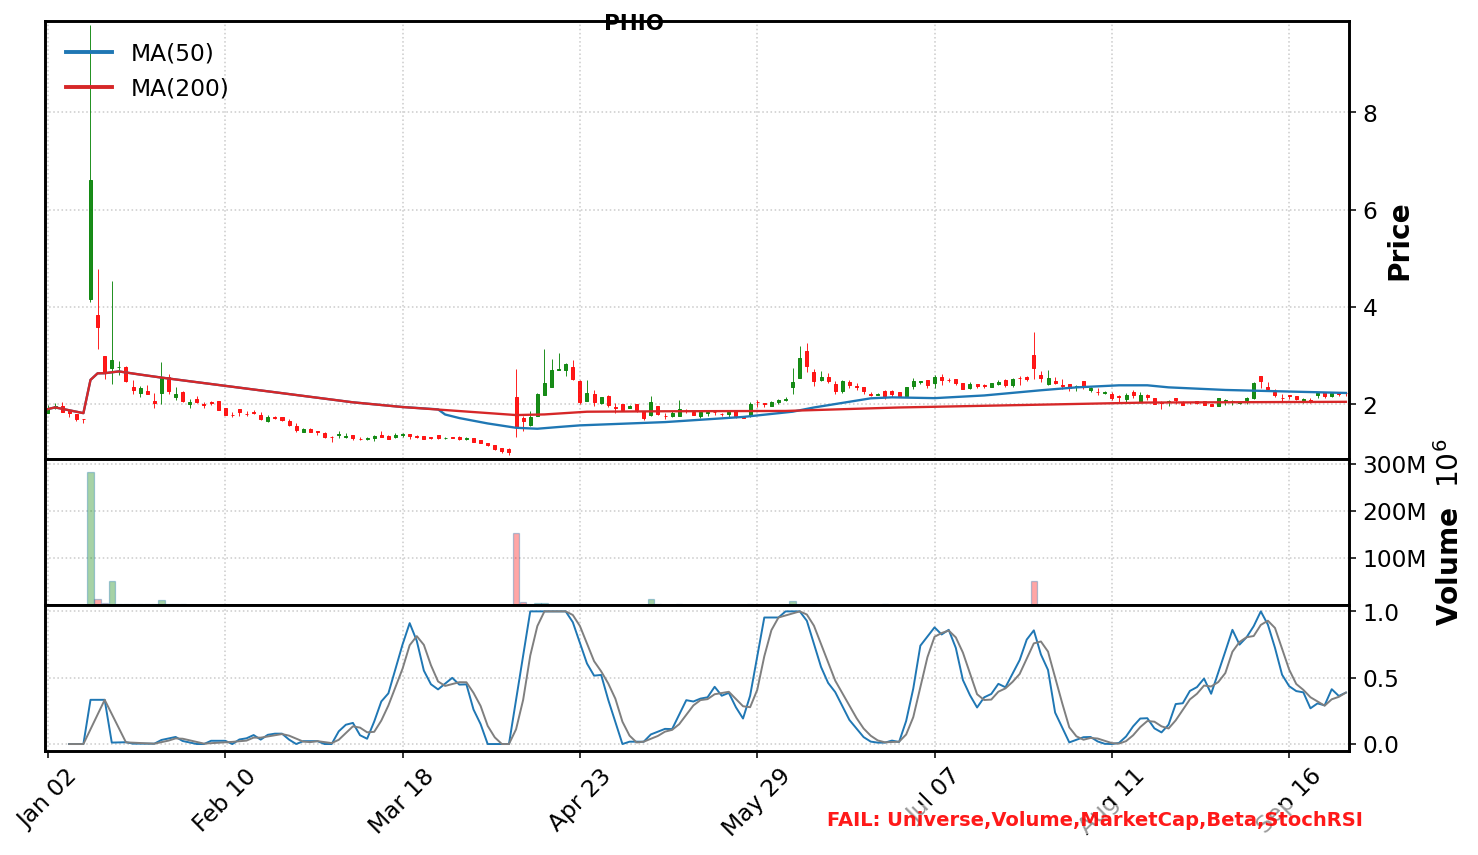 PHIO
MA(50)
MA(200)
8
6
4
2
Price
300M
200M
100M
Volume 10^6
1.0
0.5
0.0
Jan 02
Feb 10
Mar 18
Apr 23
May 29
Jul 07
Aug 11
Sep 16
FAIL: Universe,Volume,MarketCap,Beta,StochRSI